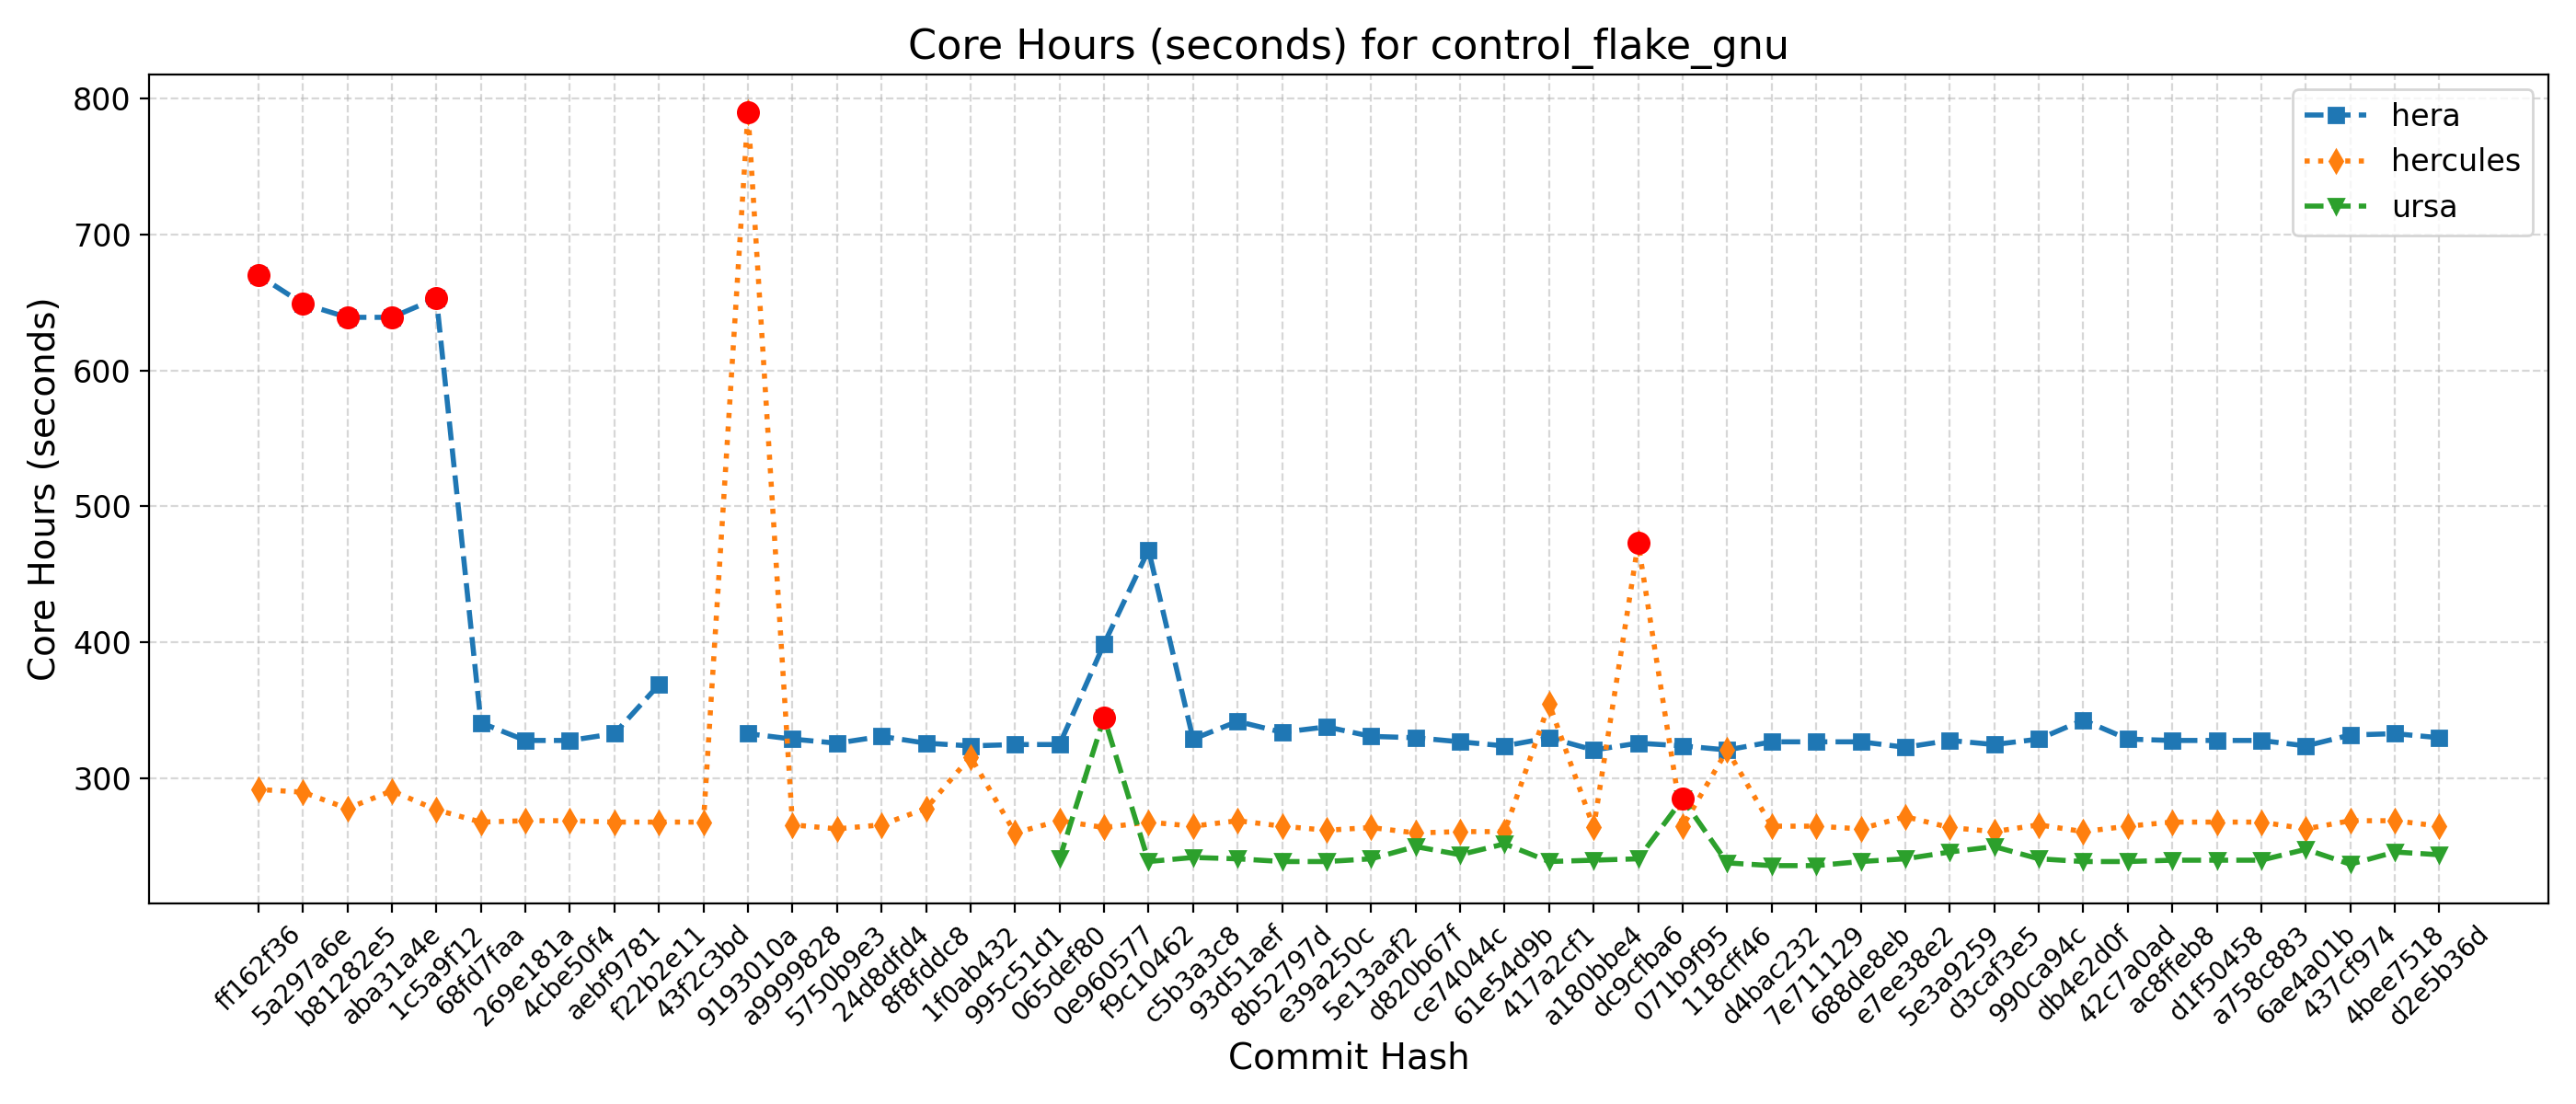 Core Hours (seconds) for control_flake_gnu
Core Hours (seconds)
800
700
600
500
400
300
hera
hercules
ursa
ff162f36
5a297a6e
b81282e5
aba31a4e
1c5a9f12
68fd7faa
269e181a
4cbe50f4
aebf9781
f22b2e11
43f2c3bd
9193010a
a9999828
5750b9e3
24d8dfd4
8f8fddc8
1f0ab432
995c51d1
065def80
0e960577
f9c10462
c5b3a3c8
93d51aef
8b52797d
e39a250c
5e13aaf2
d820b67f
ce74044c
61e54d9b
417a2cf1
a180bbe4
dc9cfba6
071b9f95
118cff46
d4bac232
7e711129
688de8eb
e7ee38e2
5e3a9259
d3caf3e5
990ca94c
db4e2d0f
42c7a0ad
ac8ffeb8
d1f50458
a758c883
6ae4a01b
437cf974
4bee7518
d2e5b36d
Commit Hash